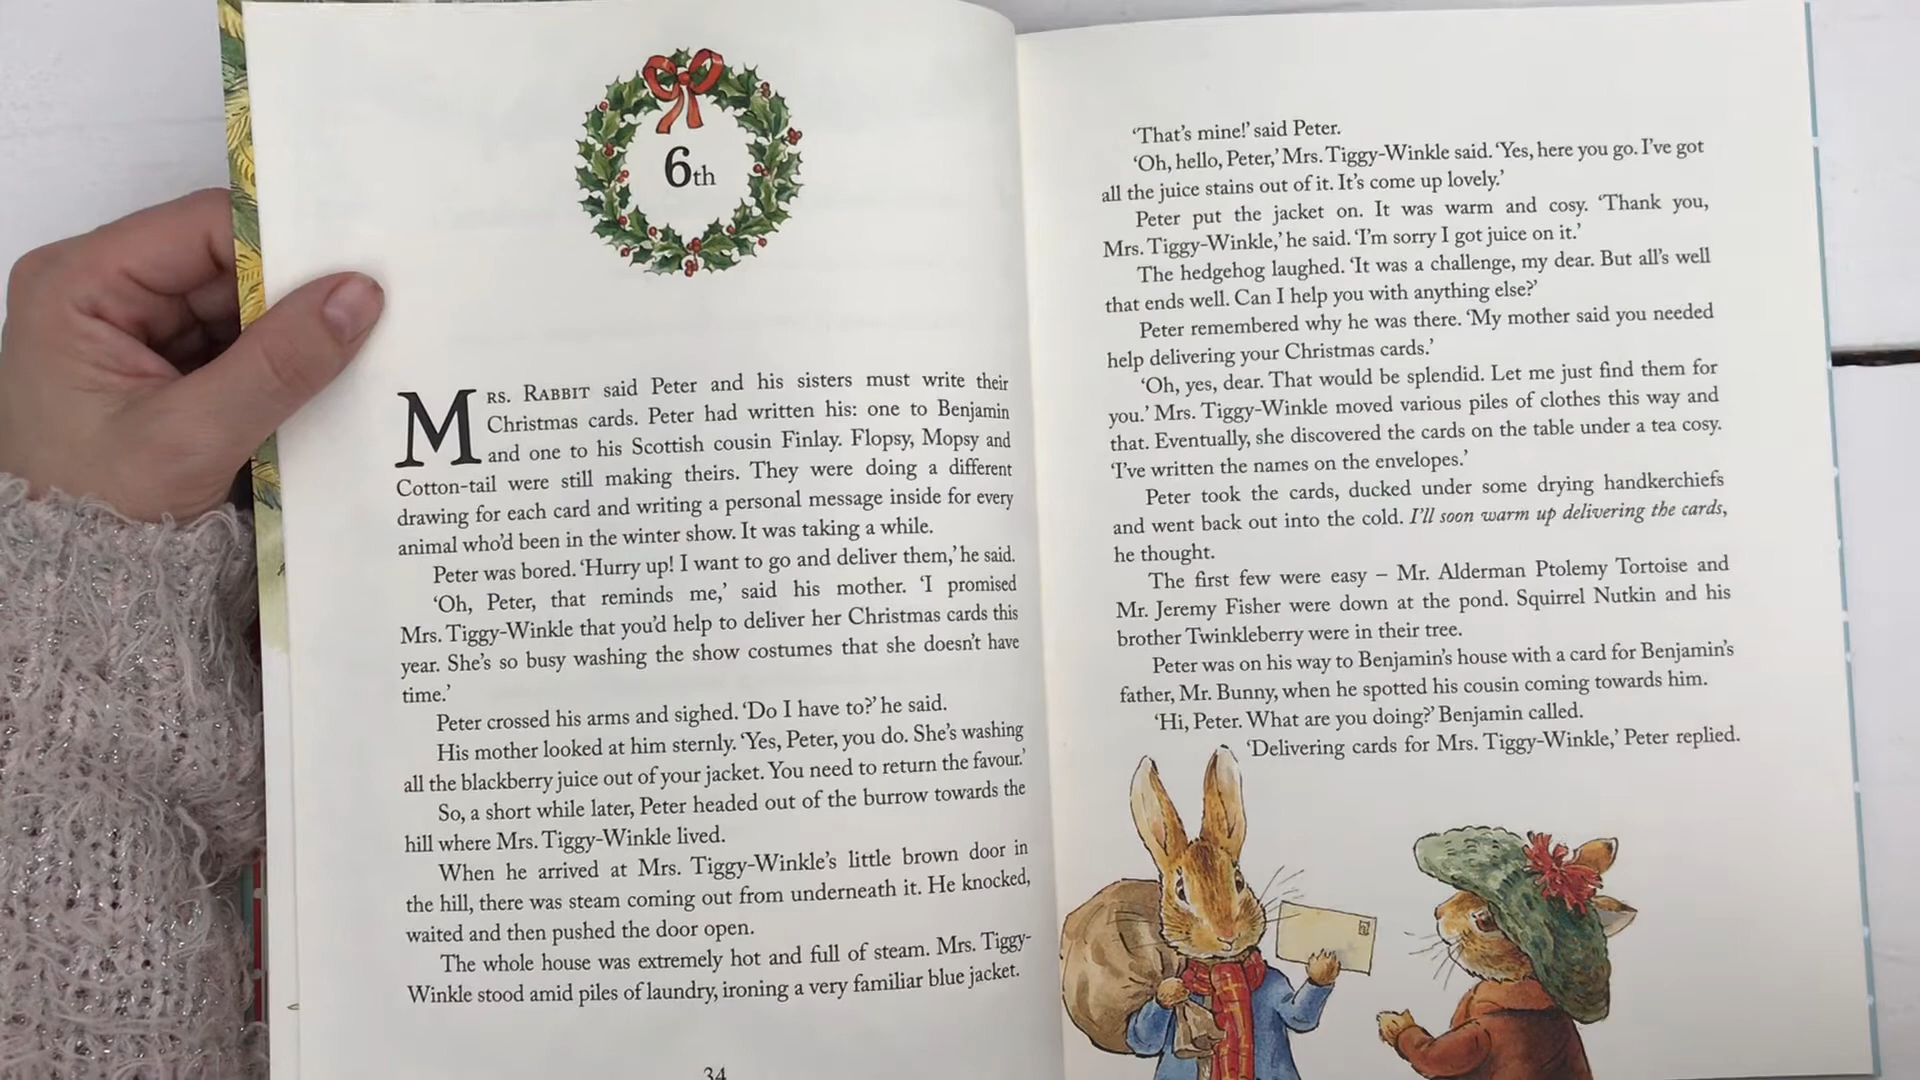 6th
MRS. RABBIT said Peter and his sisters must write their
Christmas cards. Peter had written his: one to Benjamin
and one to his Scottish cousin Finlay. Flopsy, Mopsy and
Cotton-tail were still making theirs. They were doing a different
drawing for each card and writing a personal message inside for every
animal who'd been in the winter show. It was taking a while.
Peter was bored. ‘Hurry up! I want to go and deliver them,’ he said.
‘Oh, Peter, that reminds me,’ said his mother. ‘I promised
Mrs. Tiggy-Winkle that you'd help to deliver her Christmas cards this
year. She's so busy washing the show costumes that she doesn't have
time.’
Peter crossed his arms and sighed. ‘Do I have to?’ he said.
His mother looked at him sternly. ‘Yes, Peter, you do. She's washing
all the blackberry juice out of your jacket. You need to return the favour.’
So, a short while later, Peter headed out of the burrow towards the
hill where Mrs. Tiggy-Winkle lived.
When he arrived at Mrs. Tiggy-Winkle's little brown door in
the hill, there was steam coming out from underneath it. He knocked,
waited and then pushed the door open.
The whole house was extremely hot and full of steam. Mrs. Tiggy-
Winkle stood amid piles of laundry, ironing a very familiar blue jacket.
34
‘That's mine!’ said Peter.
‘Oh, hello, Peter,’ Mrs. Tiggy-Winkle said. ‘Yes, here you go. I've got
all the juice stains out of it. It's come up lovely.’
Peter put the jacket on. It was warm and cosy. ‘Thank you,
Mrs. Tiggy-Winkle,’ he said. ‘I'm sorry I got juice on it.’
The hedgehog laughed. ‘It was a challenge, my dear. But all's well
that ends well. Can I help you with anything else?’
Peter remembered why he was there. ‘My mother said you needed
help delivering your Christmas cards.’
‘Oh, yes, dear. That would be splendid. Let me just find them for
you.’ Mrs. Tiggy-Winkle moved various piles of clothes this way and
that. Eventually, she discovered the cards on the table under a tea cosy.
‘I've written the names on the envelopes.’
Peter took the cards, ducked under some drying handkerchiefs
and went back out into the cold. I'll soon warm up delivering the cards,
he thought.
The first few were easy – Mr. Alderman Ptolemy Tortoise and
Mr. Jeremy Fisher were down at the pond. Squirrel Nutkin and his
brother Twinkleberry were in their tree.
Peter was on his way to Benjamin's house with a card for Benjamin's
father, Mr. Bunny, when he spotted his cousin coming towards him.
‘Hi, Peter. What are you doing?’ Benjamin called.
‘Delivering cards for Mrs. Tiggy-Winkle,’ Peter replied.